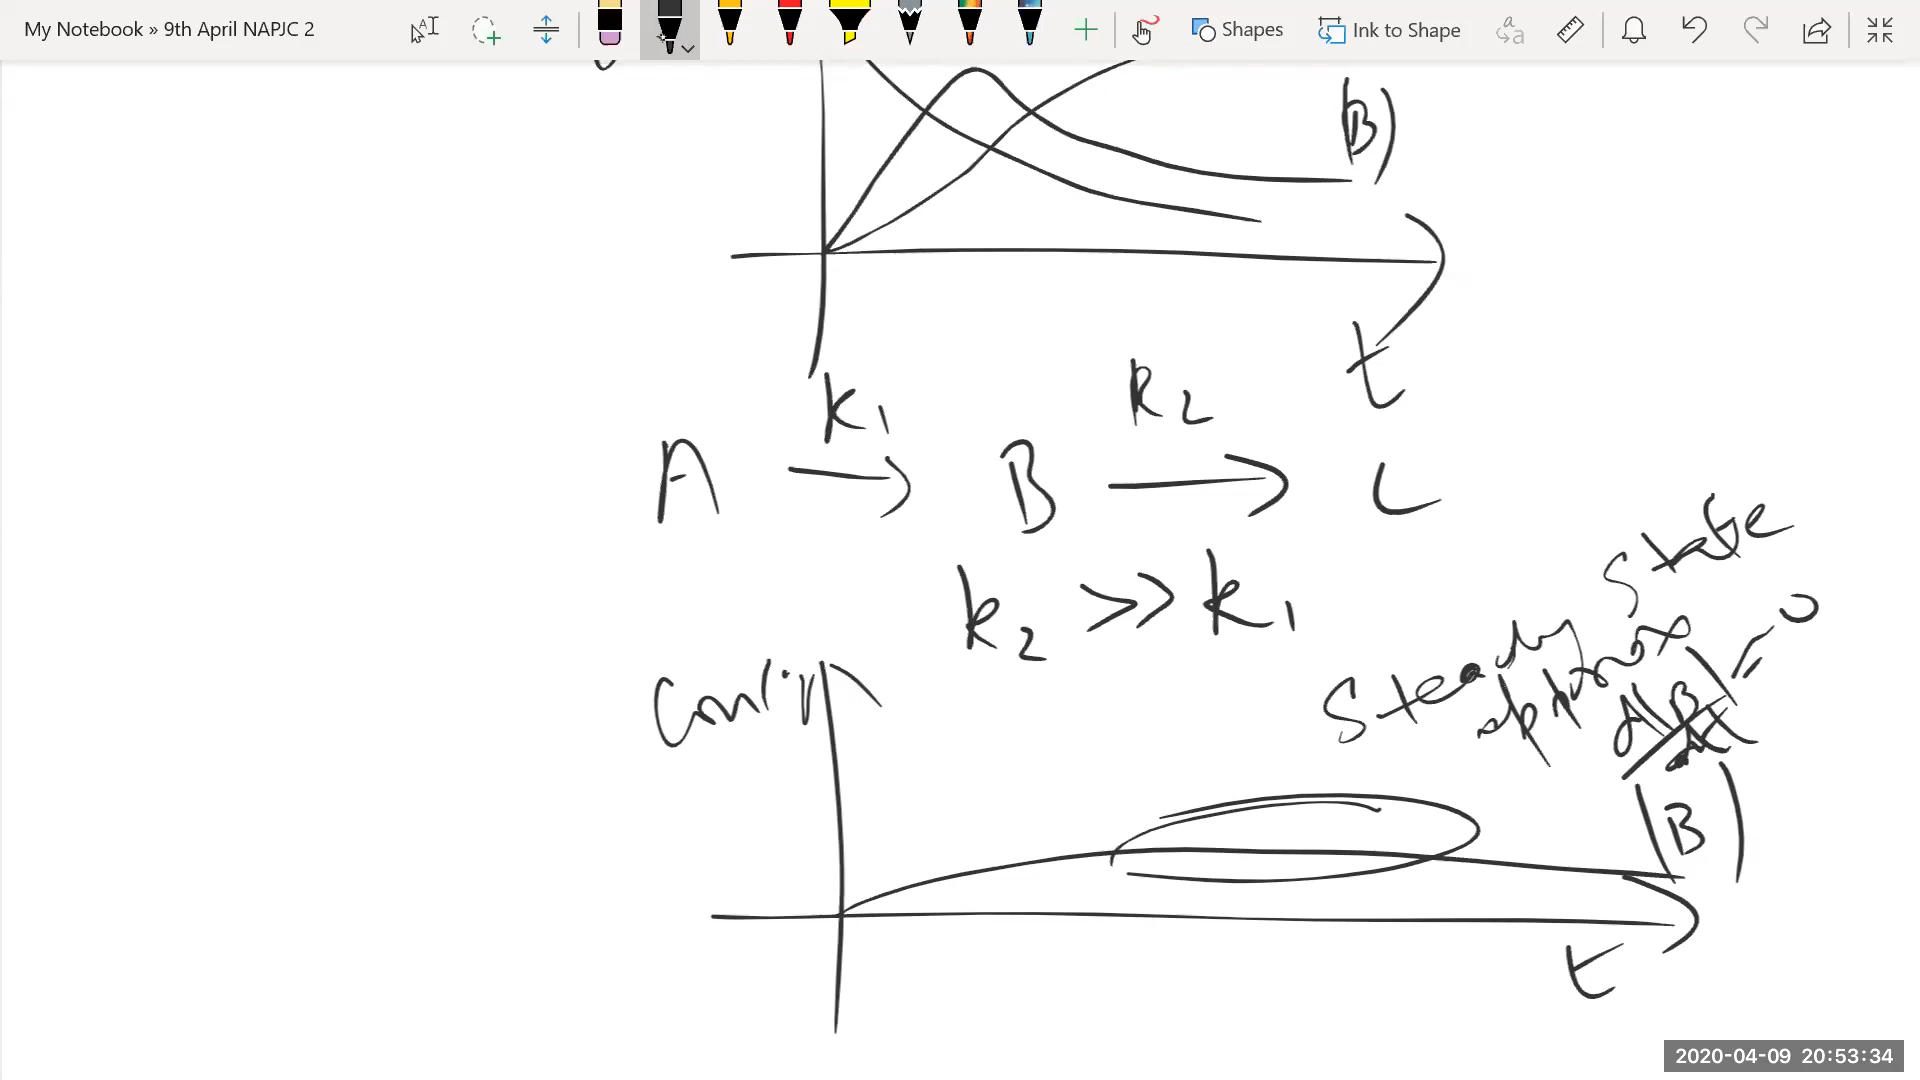 My Notebook » 9th April NAPJC 2
Shapes
Ink to Shape
[B]
t
k1 k2
A → B → C
k2 >> k1
Steady State
approx
d[B]/dt = 0
[B]
t
2020-04-09 20:53:34